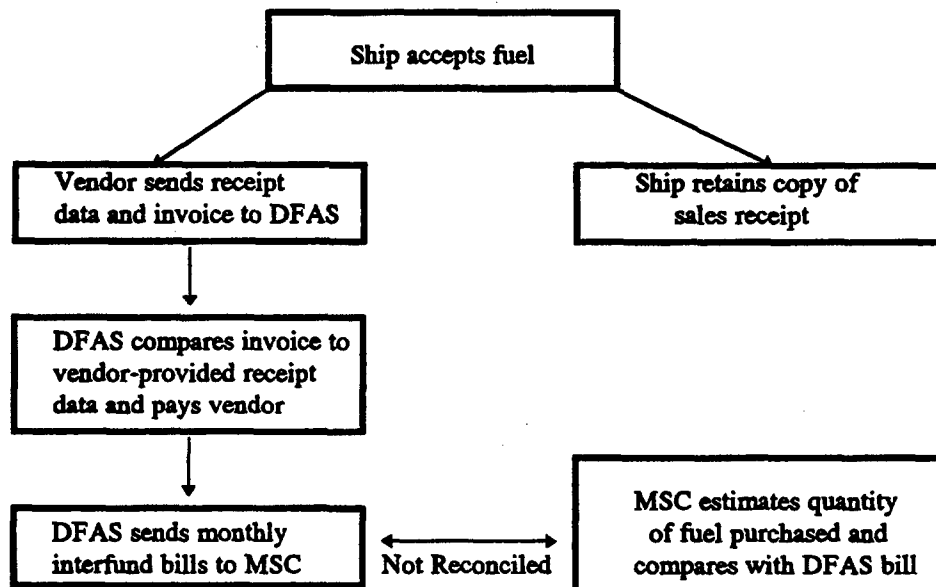 Ship accepts fuel
Vendor sends receipt
data and invoice to DFAS
Ship retains copy of
sales receipt
DFAS compares invoice to
vendor-provided receipt
data and pays vendor
DFAS sends monthly
interfund bills to MSC
Not Reconciled
MSC estimates quantity
of fuel purchased and
compares with DFAS bill